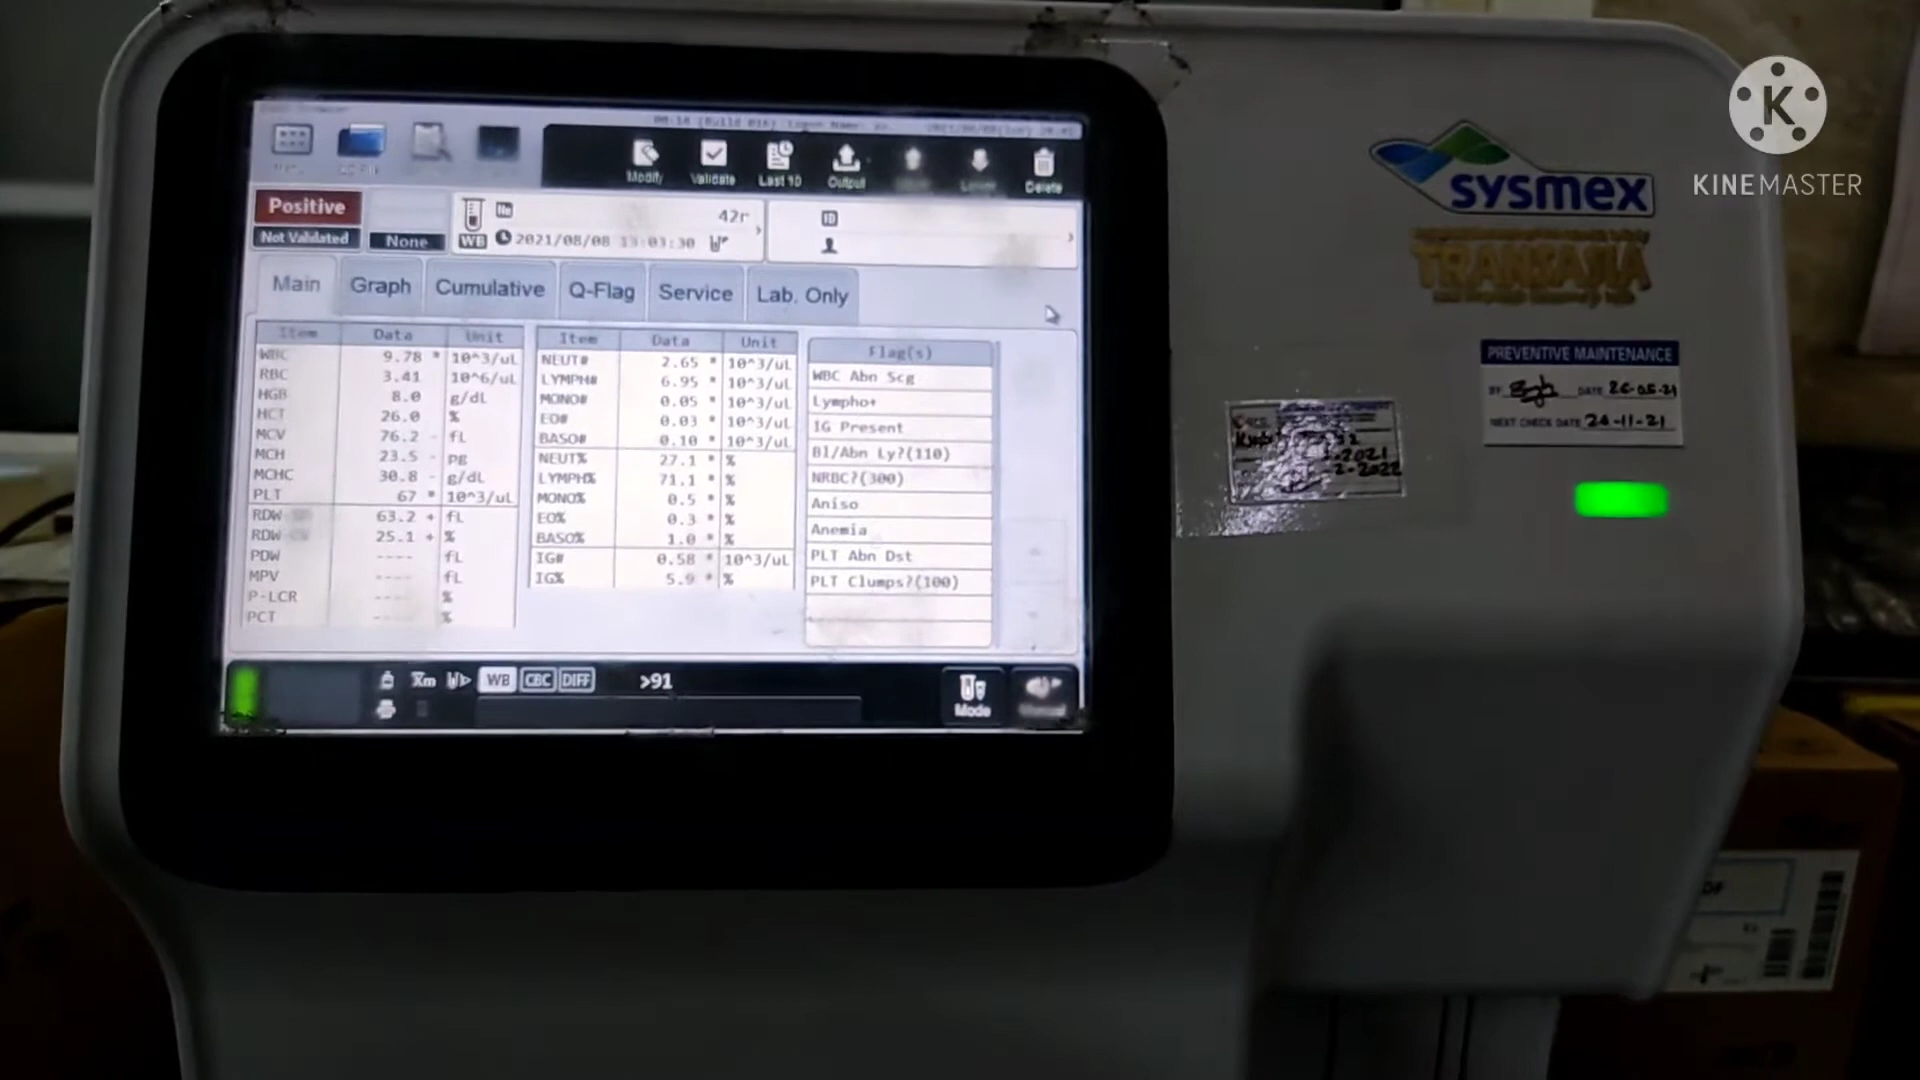 Modify Validate Last 10 Output Delete
Positive
Not Validated None
WB 2021/08/08 13:03:30
42r
ID
Main Graph Cumulative Q-Flag Service Lab. Only
Item Data Unit
WBC 9.78 * 10^3/uL
RBC 3.41 10^6/uL
HGB 8.0 g/dL
HCT 26.0 %
MCV 76.2 - fL
MCH 23.5 - pg
MCHC 30.8 - g/dL
PLT 67 * 10^3/uL
RDW 63.2 + fL
RDW 25.1 + %
PDW ---- fL
MPV ---- fL
P-LCR ---- %
PCT ---- %
Item Data Unit
NEUT# 2.65 * 10^3/uL
LYMPH# 6.95 * 10^3/uL
MONO# 0.05 * 10^3/uL
EO# 0.03 * 10^3/uL
BASO# 0.10 * 10^3/uL
NEUT% 27.1 * %
LYMPH% 71.1 * %
MONO% 0.5 * %
EO% 0.3 * %
BASO% 1.0 * %
IG# 0.58 * 10^3/uL
IG% 5.9 * %
Flag(s)
WBC Abn Scg
Lympho+
IG Present
Bl/Abn Ly?(110)
NRBC?(300)
Aniso
Anemia
PLT Abn Dst
PLT Clumps?(100)
WB CBC DIFF >91
Mode
sysmex
TRANSASIA
PREVENTIVE MAINTENANCE
BY DATE 26-05-21
NEXT CHECK DATE 26-11-21
K
KINEMASTER